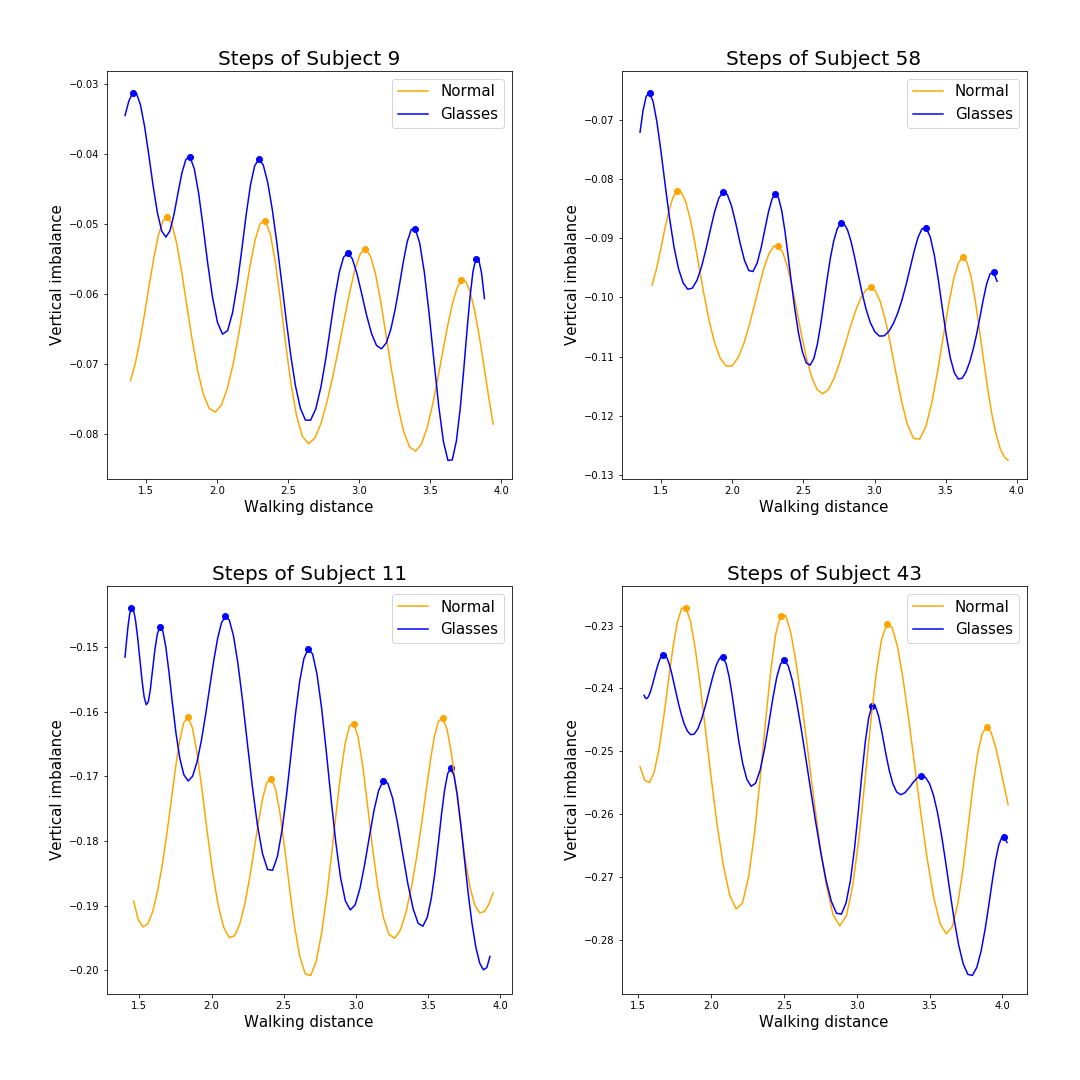 Steps of Subject 9
Normal
Glasses
Vertical imbalance
−0.03
−0.04
−0.05
−0.06
−0.07
−0.08
1.5 2.0 2.5 3.0 3.5 4.0
Walking distance
Steps of Subject 58
Normal
Glasses
Vertical imbalance
−0.07
−0.08
−0.09
−0.10
−0.11
−0.12
−0.13
1.5 2.0 2.5 3.0 3.5 4.0
Walking distance
Steps of Subject 11
Normal
Glasses
Vertical imbalance
−0.15
−0.16
−0.17
−0.18
−0.19
−0.20
1.5 2.0 2.5 3.0 3.5 4.0
Walking distance
Steps of Subject 43
Normal
Glasses
Vertical imbalance
−0.23
−0.24
−0.25
−0.26
−0.27
−0.28
1.5 2.0 2.5 3.0 3.5 4.0
Walking distance